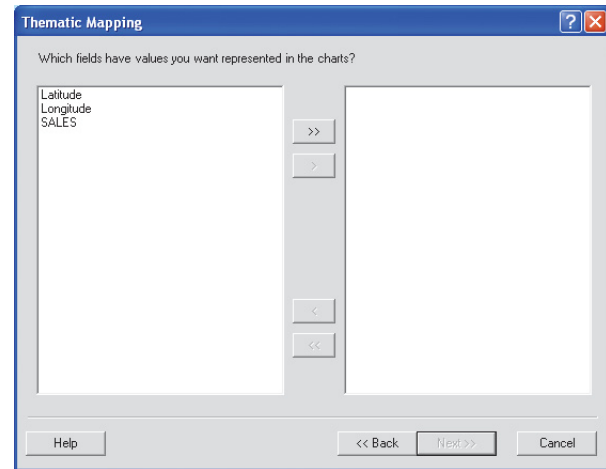 Thematic Mapping
Which fields have values you want represented in the charts?
Latitude
Longitude
SALES
>>
>
<
<<
Help
<< Back
Next>>
Cancel